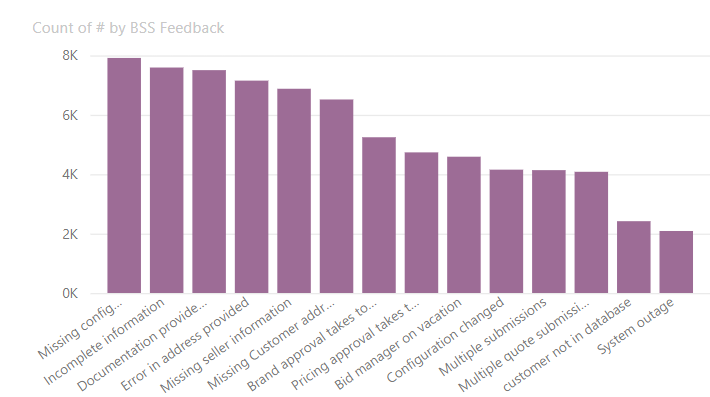 Count of # by BSS Feedback
8K
6K
4K
2K
0K
Missing config...
Incomplete information
Documentation provide...
Error in address provided
Missing seller information
Missing Customer addr...
Brand approval takes to...
Pricing approval takes t...
Bid manager on vacation
Configuration changed
Multiple submissions
Multiple quote submissi...
customer not in database
System outage